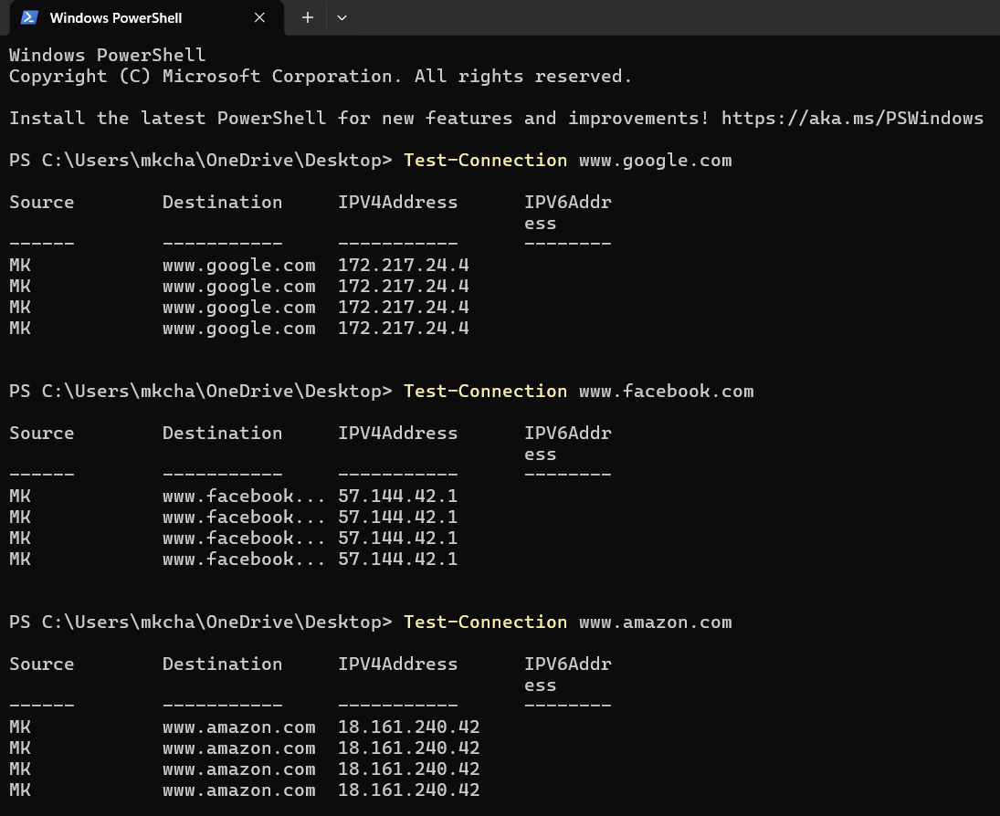 Windows PowerShell
Windows PowerShell
Copyright (C) Microsoft Corporation. All rights reserved.
Install the latest PowerShell for new features and improvements! https://aka.ms/PSWindows
PS C:\Users\mkcha\OneDrive\Desktop> Test-Connection www.google.com
Source        Destination     IPV4Address      IPV6Addr
                                               ess
------        -----------     -----------      --------
MK            www.google.com  172.217.24.4
MK            www.google.com  172.217.24.4
MK            www.google.com  172.217.24.4
MK            www.google.com  172.217.24.4
PS C:\Users\mkcha\OneDrive\Desktop> Test-Connection www.facebook.com
Source        Destination     IPV4Address      IPV6Addr
                                               ess
------        -----------     -----------      --------
MK            www.facebook... 57.144.42.1
MK            www.facebook... 57.144.42.1
MK            www.facebook... 57.144.42.1
MK            www.facebook... 57.144.42.1
PS C:\Users\mkcha\OneDrive\Desktop> Test-Connection www.amazon.com
Source        Destination     IPV4Address      IPV6Addr
                                               ess
------        -----------     -----------      --------
MK            www.amazon.com  18.161.240.42
MK            www.amazon.com  18.161.240.42
MK            www.amazon.com  18.161.240.42
MK            www.amazon.com  18.161.240.42